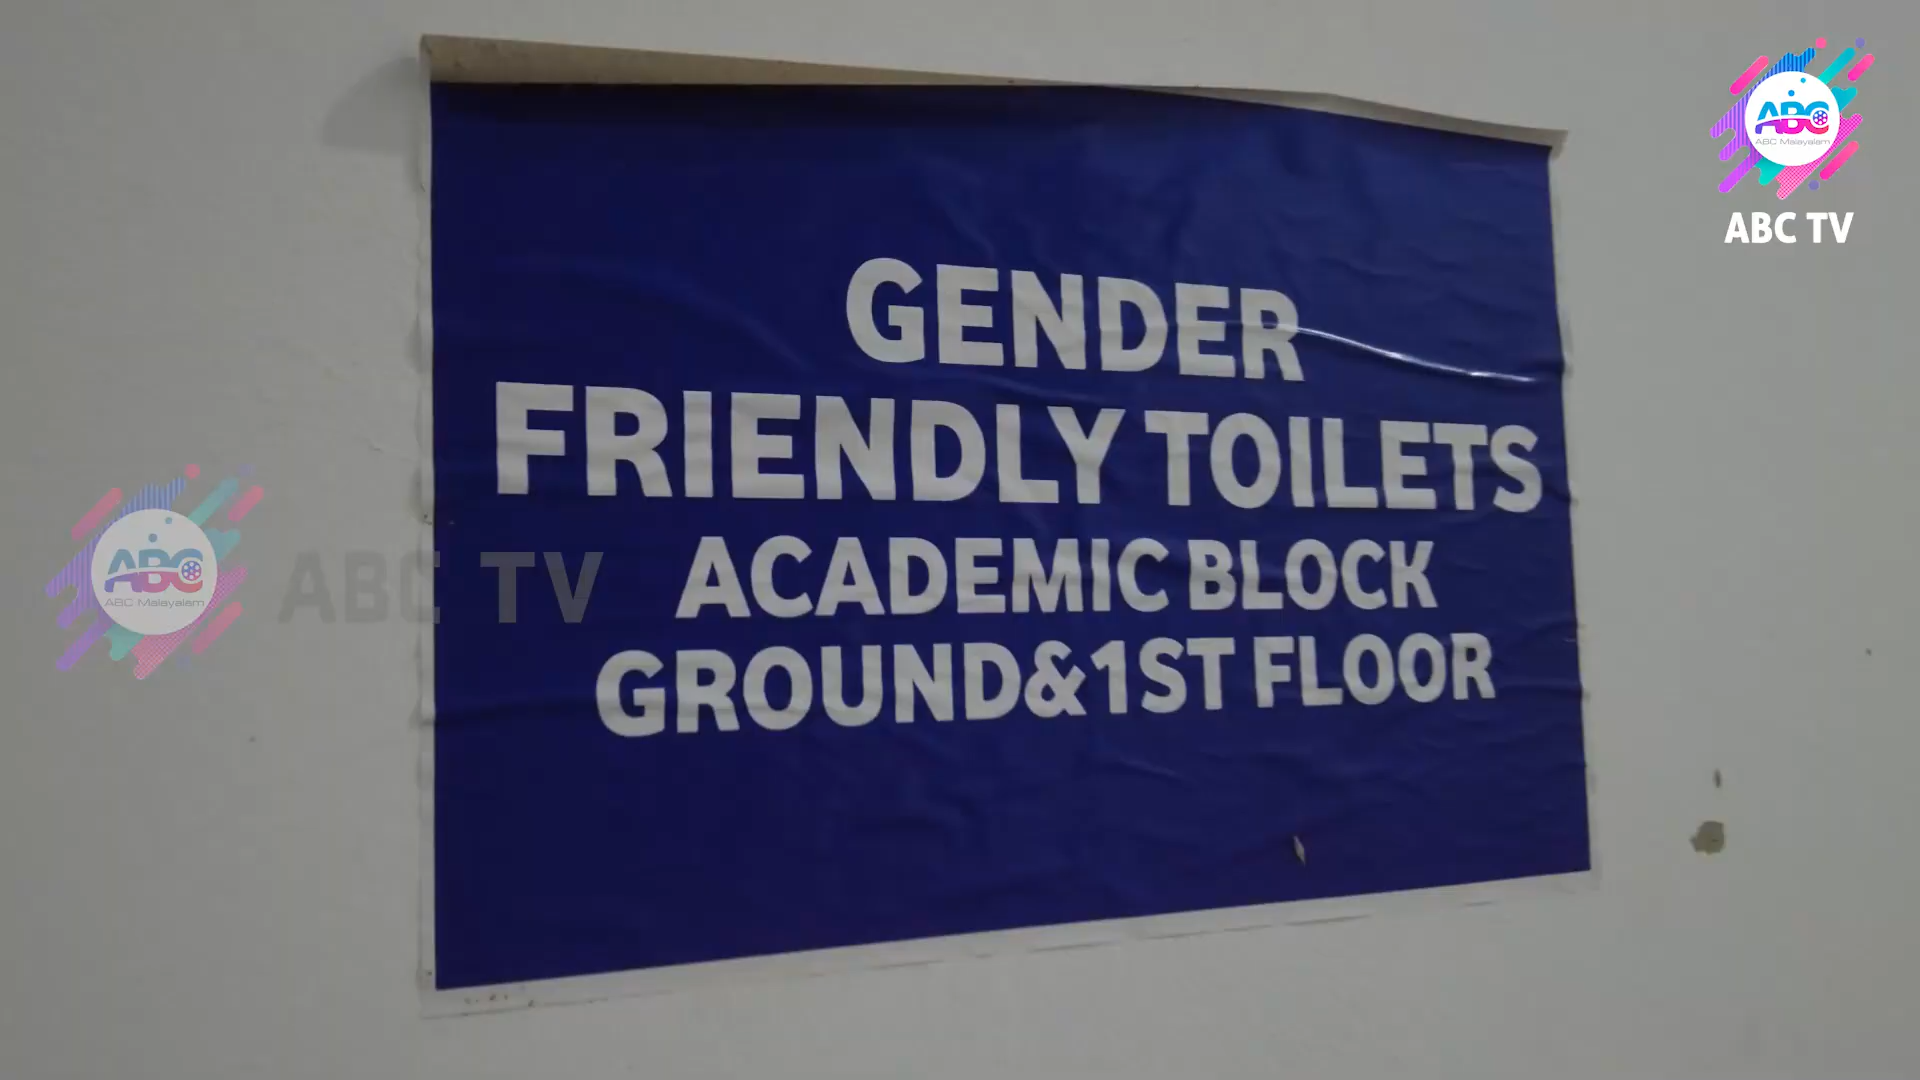 GENDER
FRIENDLY TOILETS
ACADEMIC BLOCK
GROUND&1ST FLOOR
ABC
ABC Malayalam
ABC TV
ABC
ABC Malayalam
ABC TV